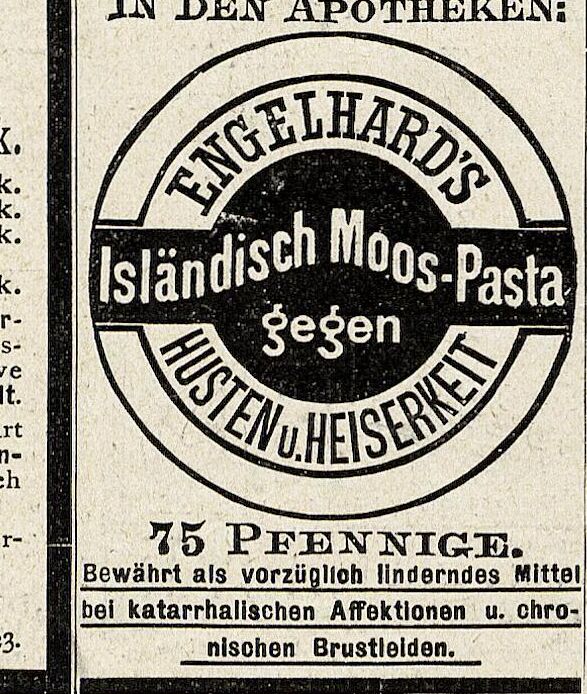 IN DEN APOTHEKEN:
ENGELHARD'S
Isländisch Moos-Pasta
gegen
HUSTEN u. HEISERKEIT
75 PFENNIGE.
Bewährt als vorzüglich linderndes Mittel
bei katarrhalischen Affektionen u. chro-
nischen Brustleiden.